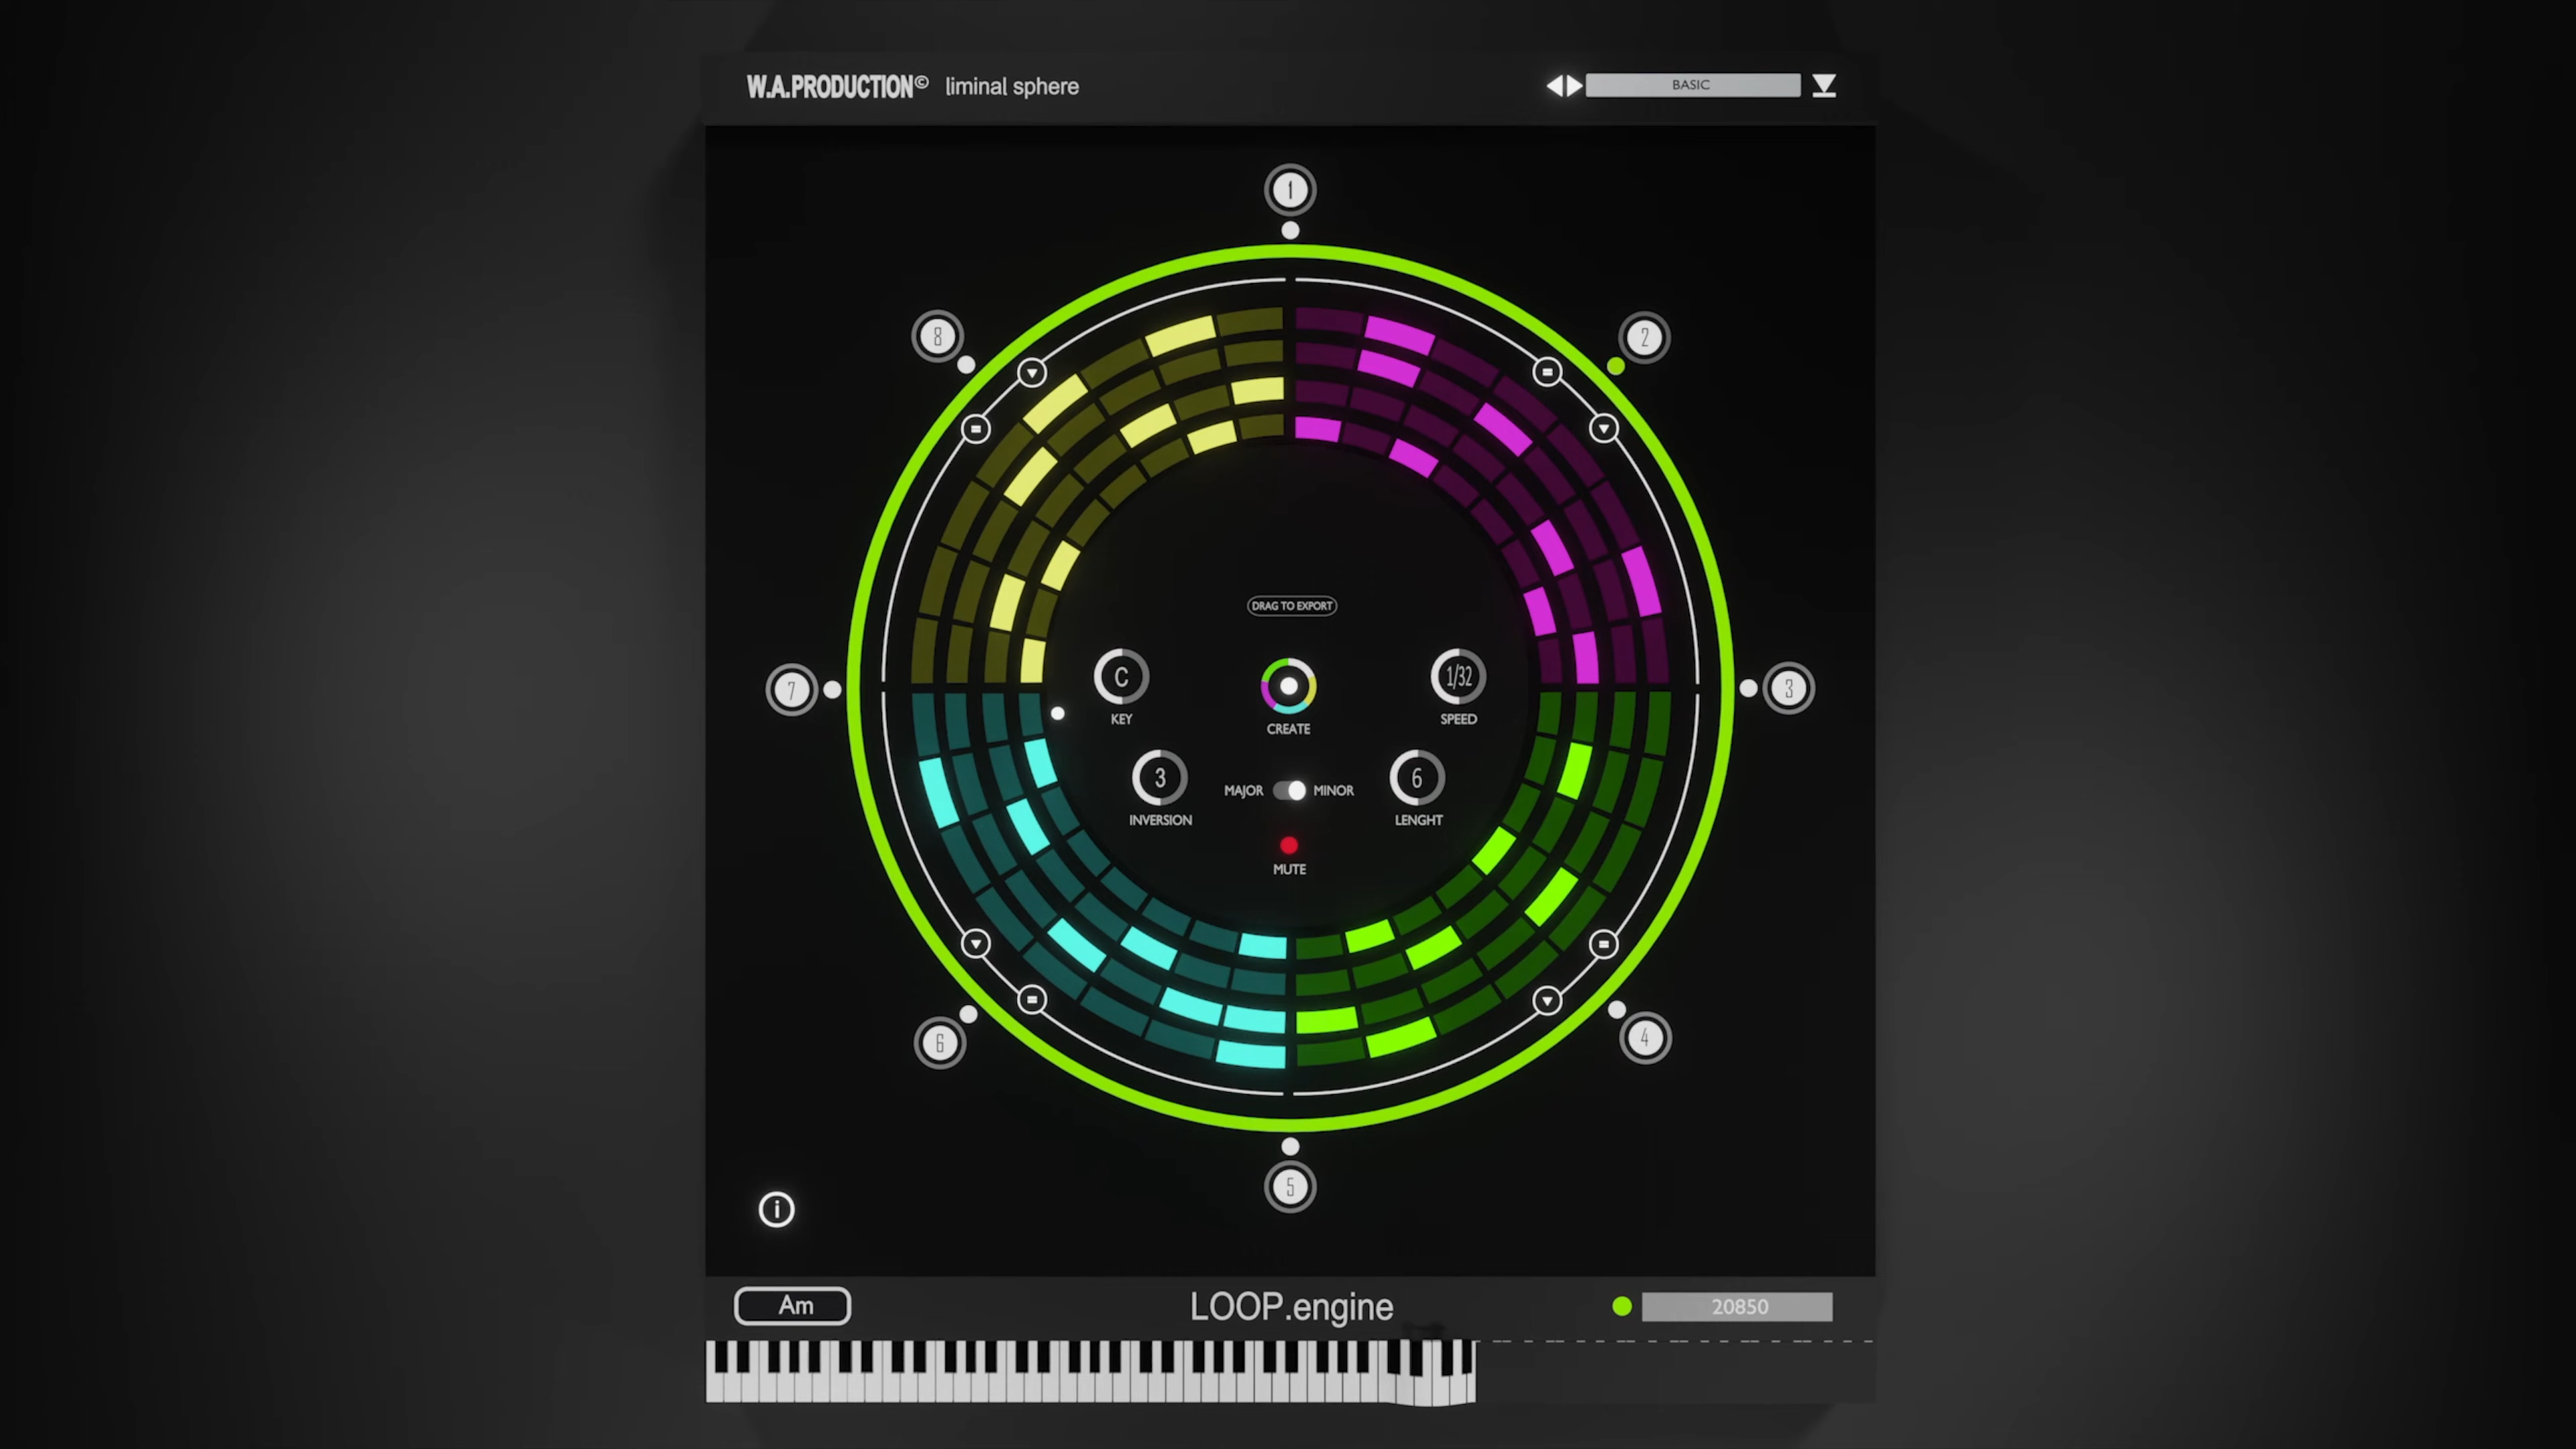 W.A.PRODUCTION© liminal sphere
BASIC
1
8
2
DRAG TO EXPORT
7
C
1/32
3
KEY
CREATE
SPEED
3
MAJOR
MINOR
6
INVERSION
LENGHT
MUTE
6
4
5
i
Am
LOOP.engine
20850